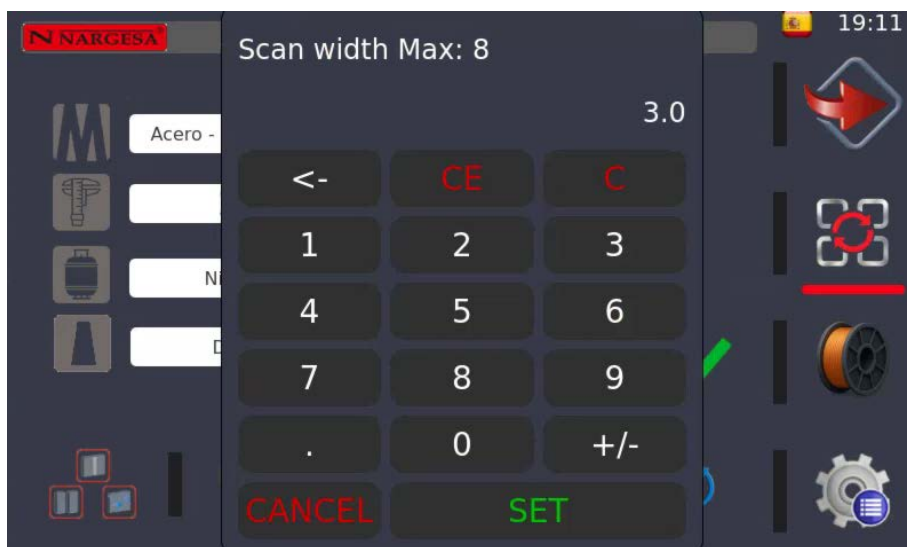 NARGESA
19:11
Scan width Max: 8
3.0
Acero -
Ni
<- CE C
1 2 3
4 5 6
7 8 9
. 0 +/-
CANCEL SET